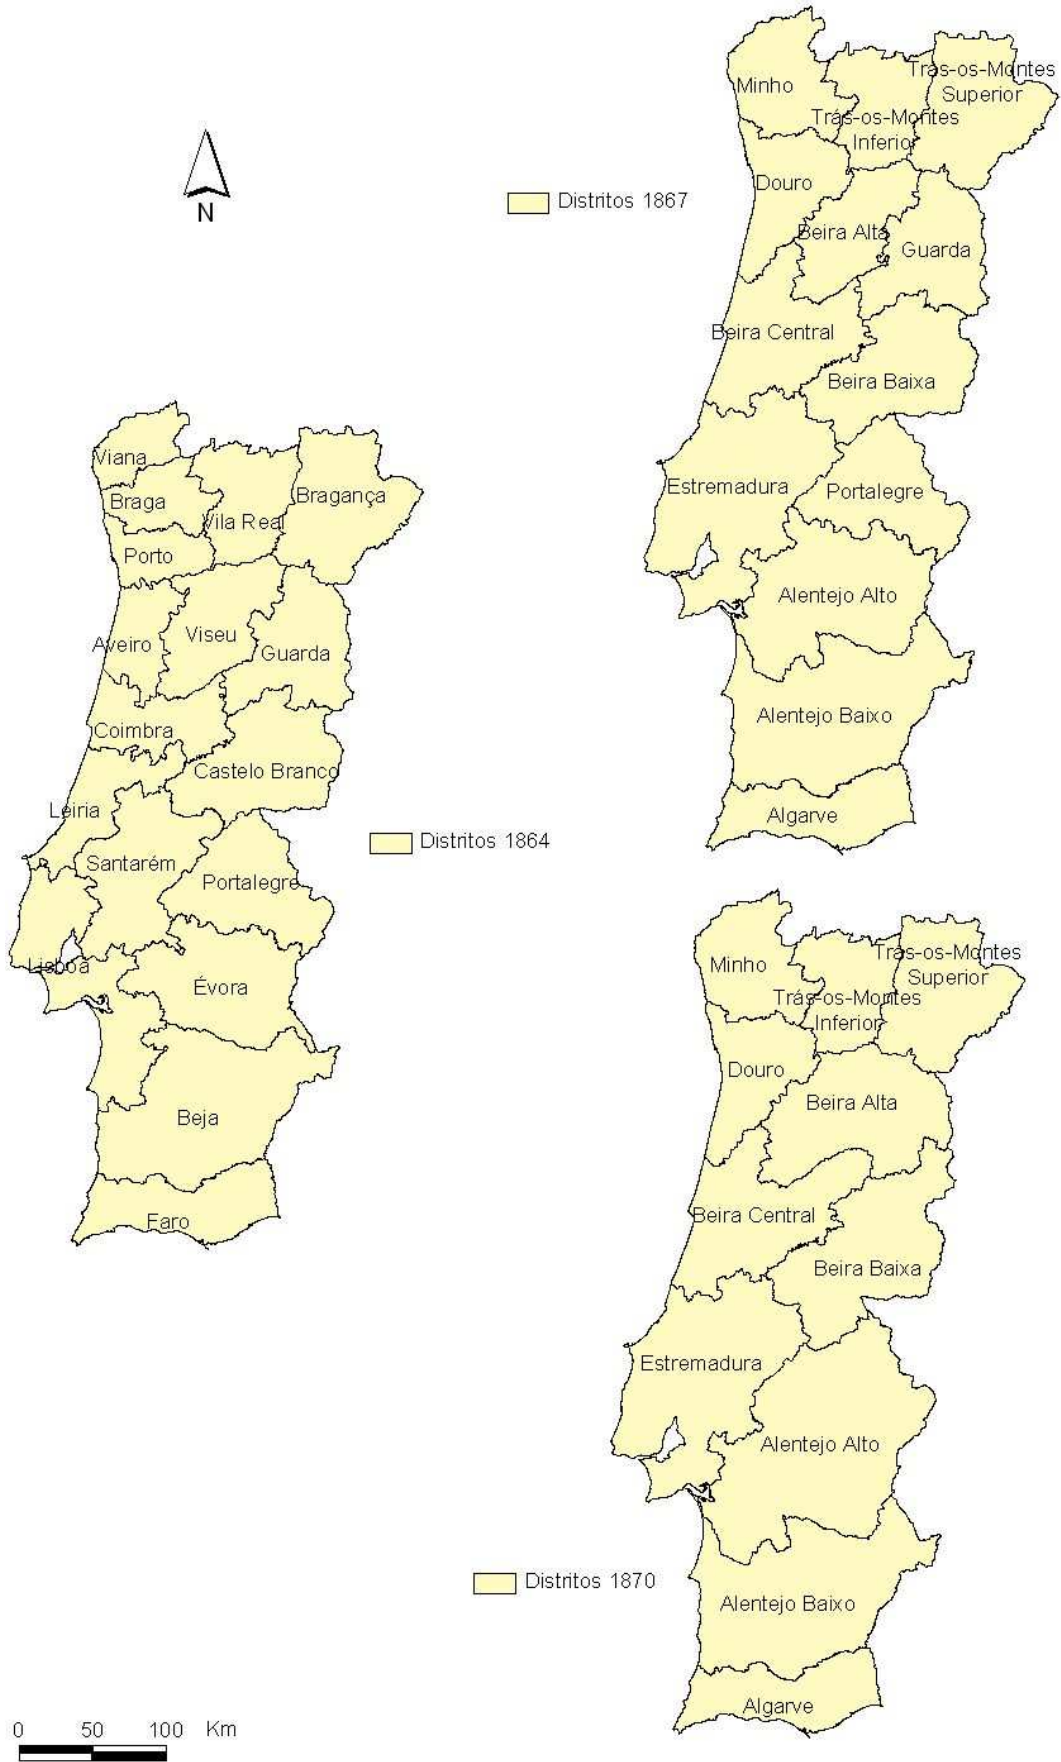 Minho
Trás-os-Montes
Superior
Trás-os-Montes
Inferior
Douro
Beira Alta
Guarda
Beira Central
Beira Baixa
Estremadura
Portalegre
Alentejo Alto
Alentejo Baixo
Algarve
Distritos 1867
N
Viana
Braga
Vila Real
Bragança
Porto
Aveiro
Viseu
Guarda
Coimbra
Castelo Branco
Leiria
Santarém
Portalegre
Lisboa
Évora
Beja
Faro
Distritos 1864
Minho
Trás-os-Montes
Superior
Trás-os-Montes
Inferior
Douro
Beira Alta
Beira Central
Beira Baixa
Estremadura
Alentejo Alto
Alentejo Baixo
Algarve
Distritos 1870
0 50 100 Km